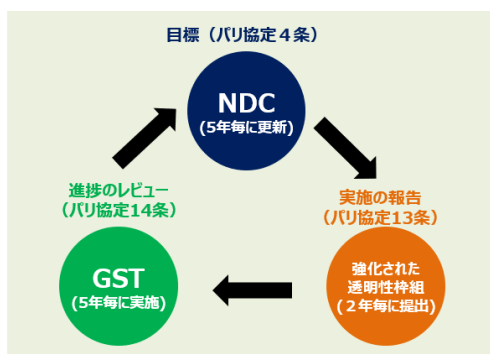 目標（パリ協定４条）
NDC
(5年毎に更新)
進捗のレビュー
（パリ協定14条）
実施の報告
（パリ協定13条）
GST
(5年毎に実施)
強化された
透明性枠組
(２年毎に提出)